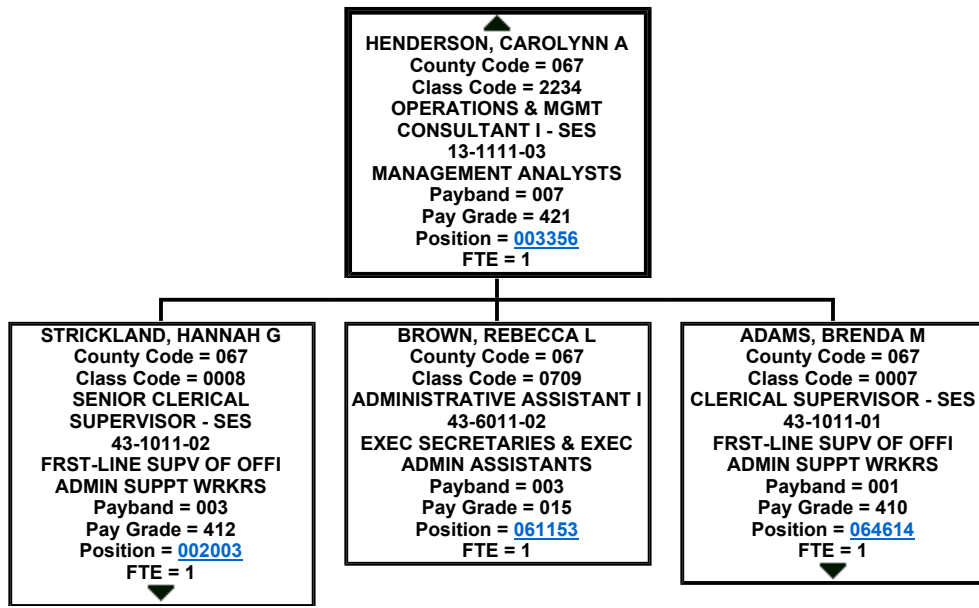 HENDERSON, CAROLYNN A
County Code = 067
Class Code = 2234
OPERATIONS & MGMT
CONSULTANT I - SES
13-1111-03
MANAGEMENT ANALYSTS
Payband = 007
Pay Grade = 421
Position = 003356
FTE = 1
STRICKLAND, HANNAH G
County Code = 067
Class Code = 0008
SENIOR CLERICAL
SUPERVISOR - SES
43-1011-02
FRST-LINE SUPV OF OFFI
ADMIN SUPPT WRKRS
Payband = 003
Pay Grade = 412
Position = 002003
FTE = 1
BROWN, REBECCA L
County Code = 067
Class Code = 0709
ADMINISTRATIVE ASSISTANT I
43-6011-02
EXEC SECRETARIES & EXEC
ADMIN ASSISTANTS
Payband = 003
Pay Grade = 015
Position = 061153
FTE = 1
ADAMS, BRENDA M
County Code = 067
Class Code = 0007
CLERICAL SUPERVISOR - SES
43-1011-01
FRST-LINE SUPV OF OFFI
ADMIN SUPPT WRKRS
Payband = 001
Pay Grade = 410
Position = 064614
FTE = 1